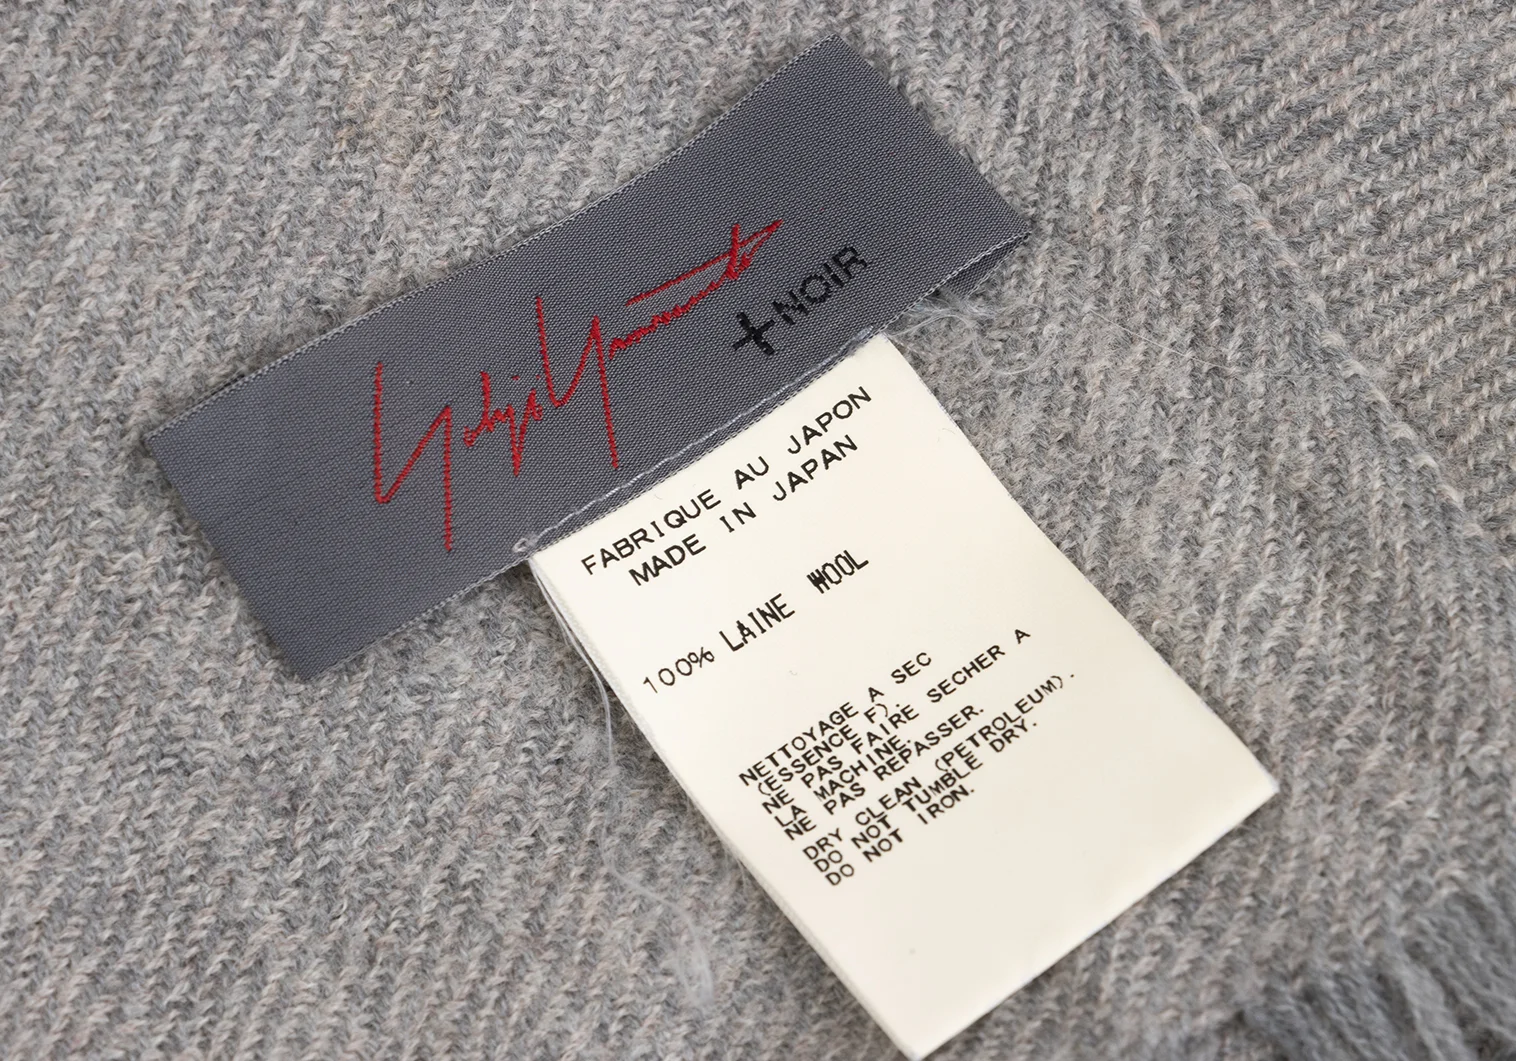 Yohji Yamamoto
+NOIR
FABRIQUE AU JAPON
MADE IN JAPAN
100% LAINE WOOL
NETTOYAGE A SEC
(ESSENCE F).
NE PAS FAIRE SECHER A
LA MACHINE.
NE PAS REPASSER.
DRY CLEAN (PETROLEUM).
DO NOT TUMBLE DRY.
DO NOT IRON.